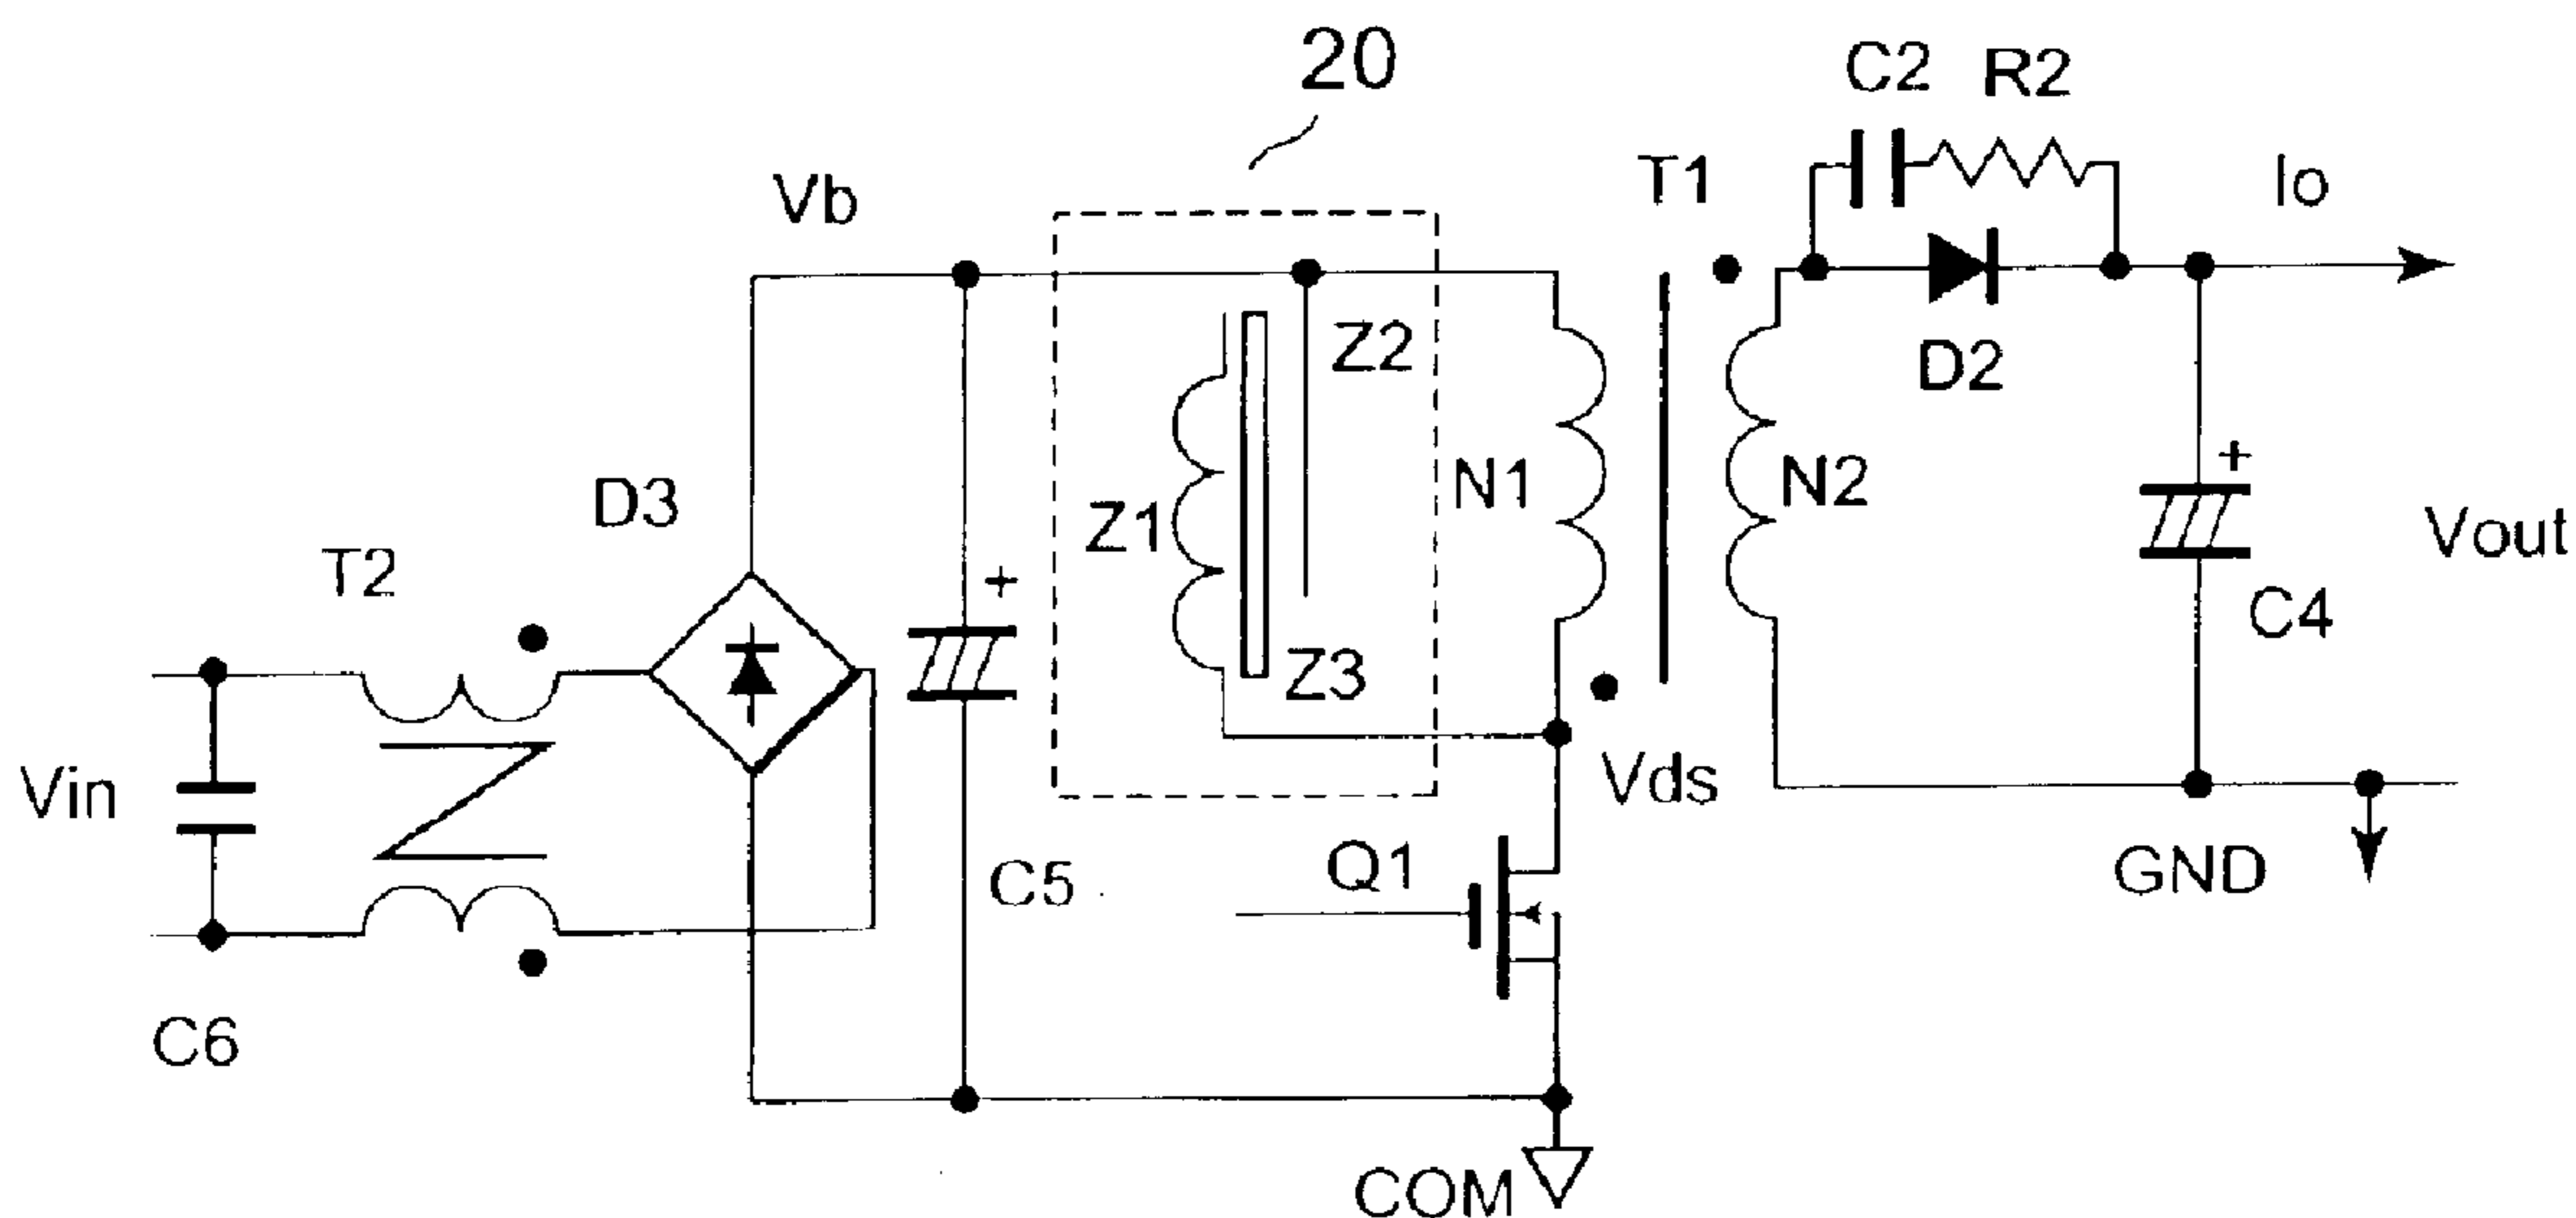 20
C2
R2
T1
Io
Vb
Z2
D2
D3
Z1
N1
N2
+
Vout
T2
+
Z3
C4
Vin
Vds
Q1
C5
GND
C6
COM